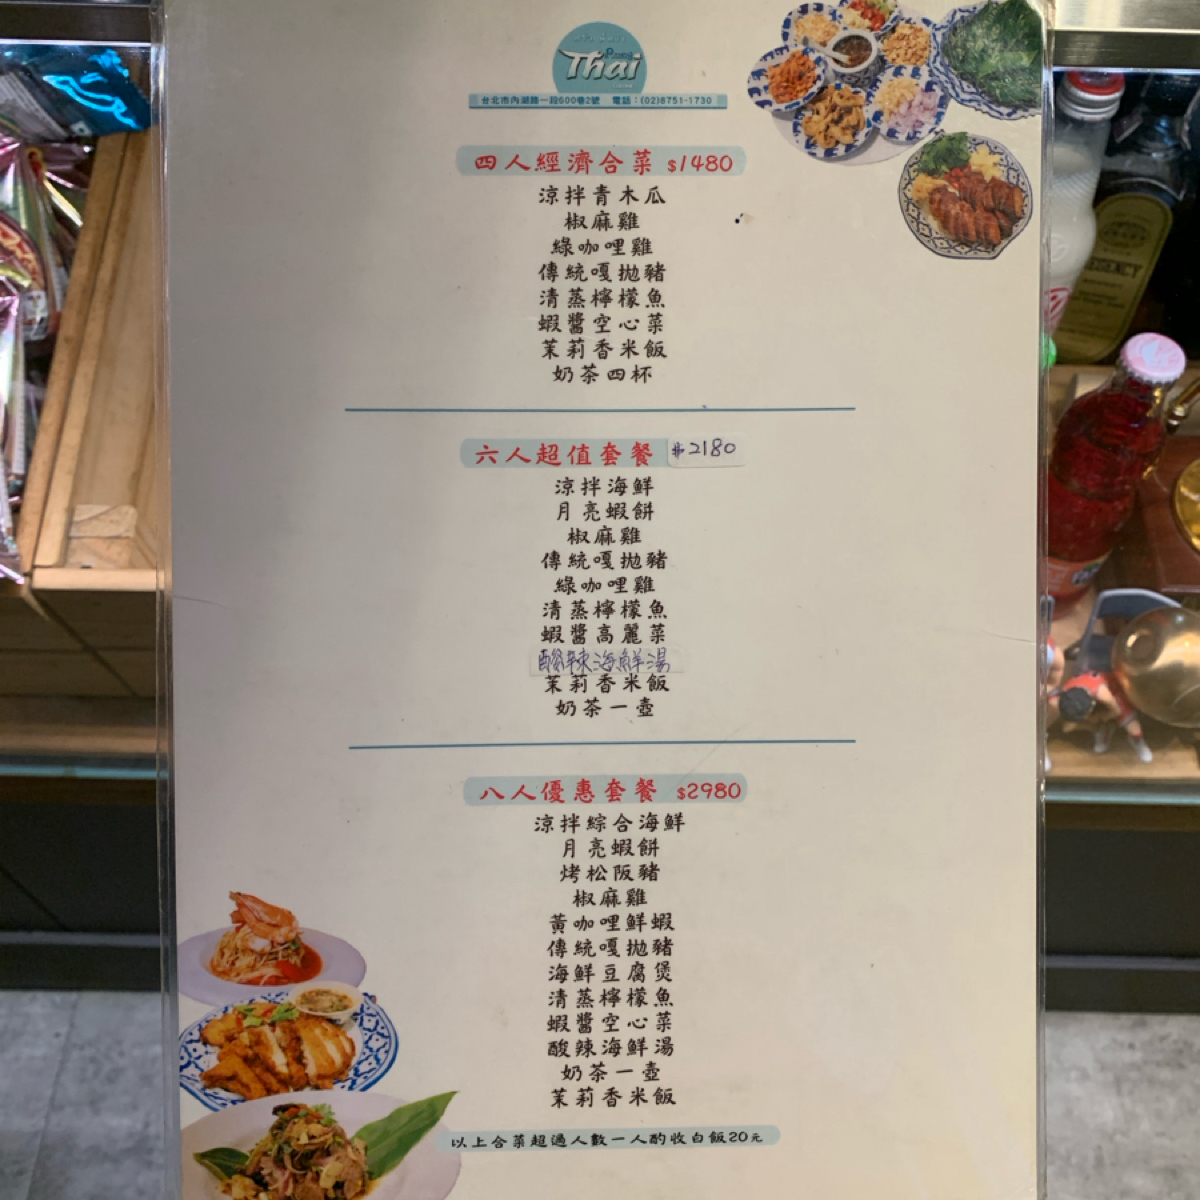 Thai
台北市內湖路一段600巷2號 電話：(02)8751-1730
四人經濟合菜 $1480
涼拌青木瓜
椒麻雞
綠咖哩雞
傳統嘎拋豬
清蒸檸檬魚
蝦醬空心菜
茉莉香米飯
奶茶四杯
六人超值套餐 $2180
涼拌海鮮
月亮蝦餅
椒麻雞
傳統嘎拋豬
綠咖哩雞
清蒸檸檬魚
蝦醬高麗菜
酸辣海鮮湯
茉莉香米飯
奶茶一壺
八人優惠套餐 $2980
涼拌綜合海鮮
月亮蝦餅
烤松阪豬
椒麻雞
黃咖哩鮮蝦
傳統嘎拋豬
海鮮豆腐煲
清蒸檸檬魚
蝦醬空心菜
酸辣海鮮湯
奶茶一壺
茉莉香米飯
以上合菜超過人數一人酌收白飯20元